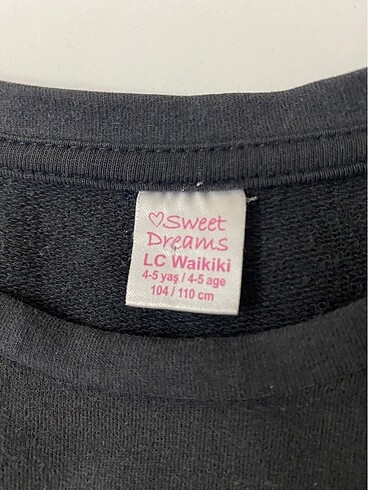 ♡Sweet
Dreams
LC Waikiki
4-5 yaş / 4-5 age
104 / 110 cm